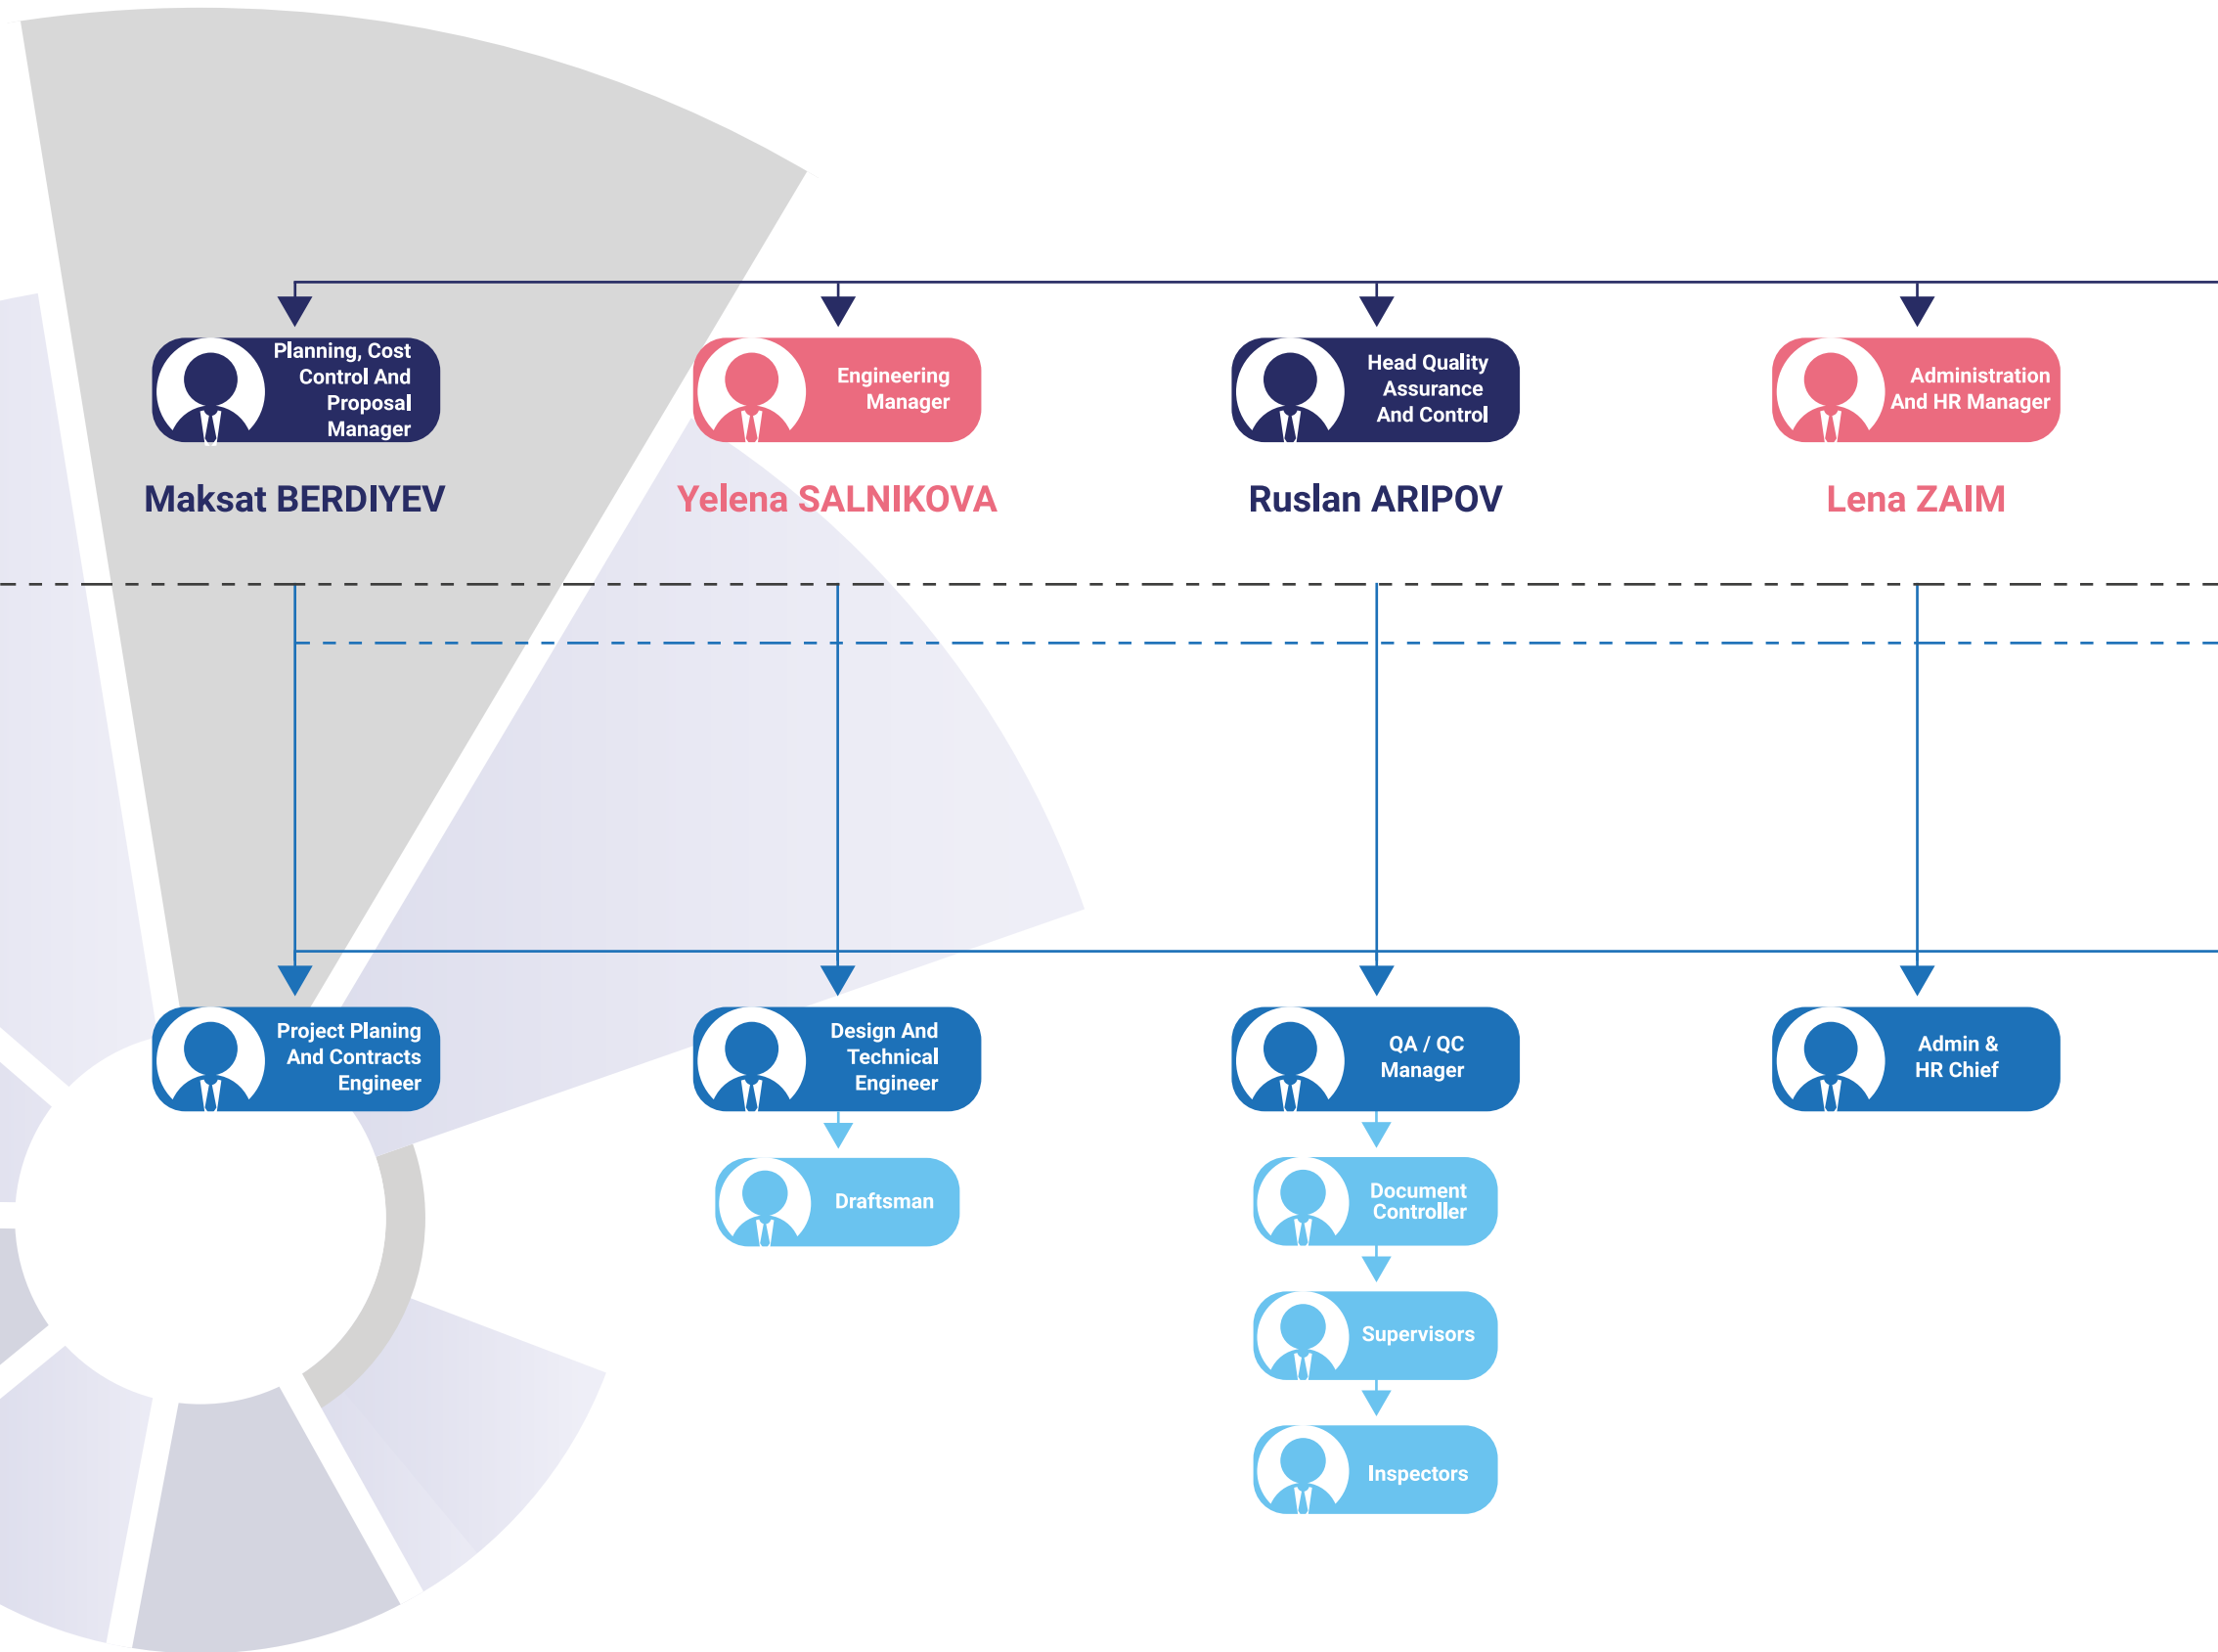 Planning, Cost
Control And
Proposal
Manager
Maksat BERDIYEV
Engineering
Manager
Yelena SALNIKOVA
Head Quality
Assurance
And Control
Ruslan ARIPOV
Administration
And HR Manager
Lena ZAIM
Project Planing
And Contracts
Engineer
Design And
Technical
Engineer
Draftsman
QA / QC
Manager
Document
Controller
Supervisors
Inspectors
Admin &
HR Chief